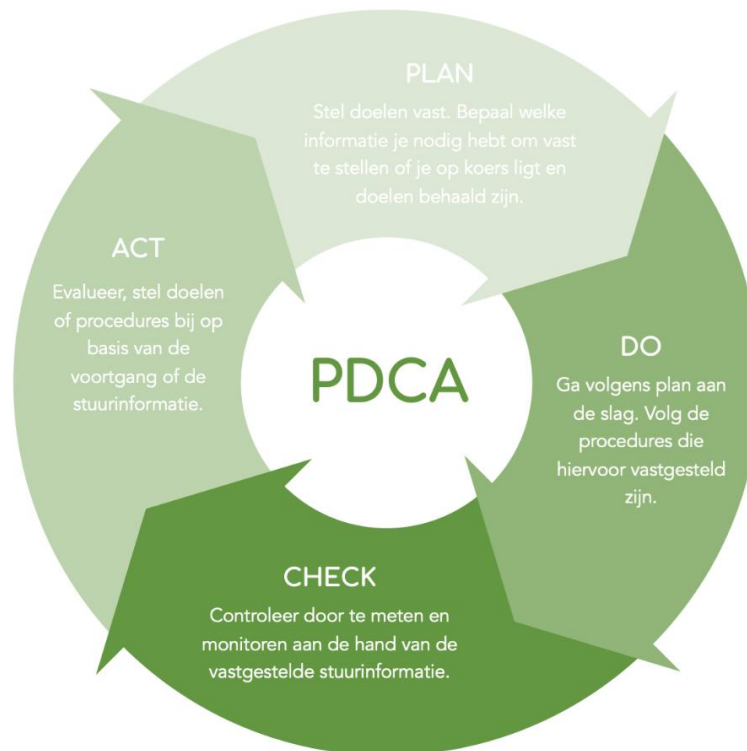 PLAN
Stel doelen vast. Bepaal welke
informatie je nodig hebt om vast
te stellen of je op koers ligt en
doelen behaald zijn.
DO
Ga volgens plan aan
de slag. Volg de
procedures die
hiervoor vastgesteld
zijn.
CHECK
Controleer door te meten en
monitoren aan de hand van de
vastgestelde stuurinformatie.
ACT
Evalueer, stel doelen
of procedures bij op
basis van de
voortgang of de
stuurinformatie.
PDCA